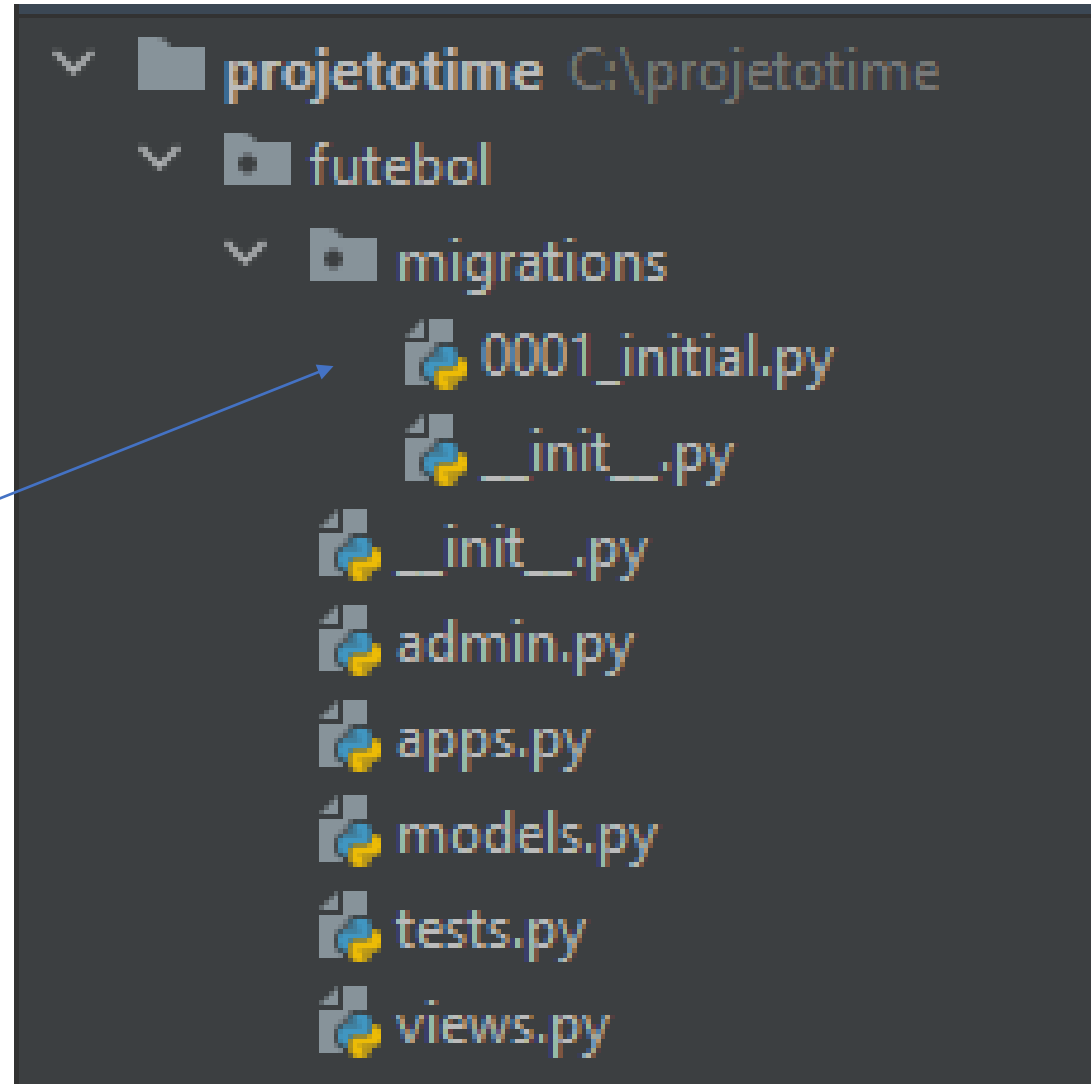 projetotime C:\projetotime
futebol
migrations
0001_initial.py
__init__.py
__init__.py
admin.py
apps.py
models.py
tests.py
views.py